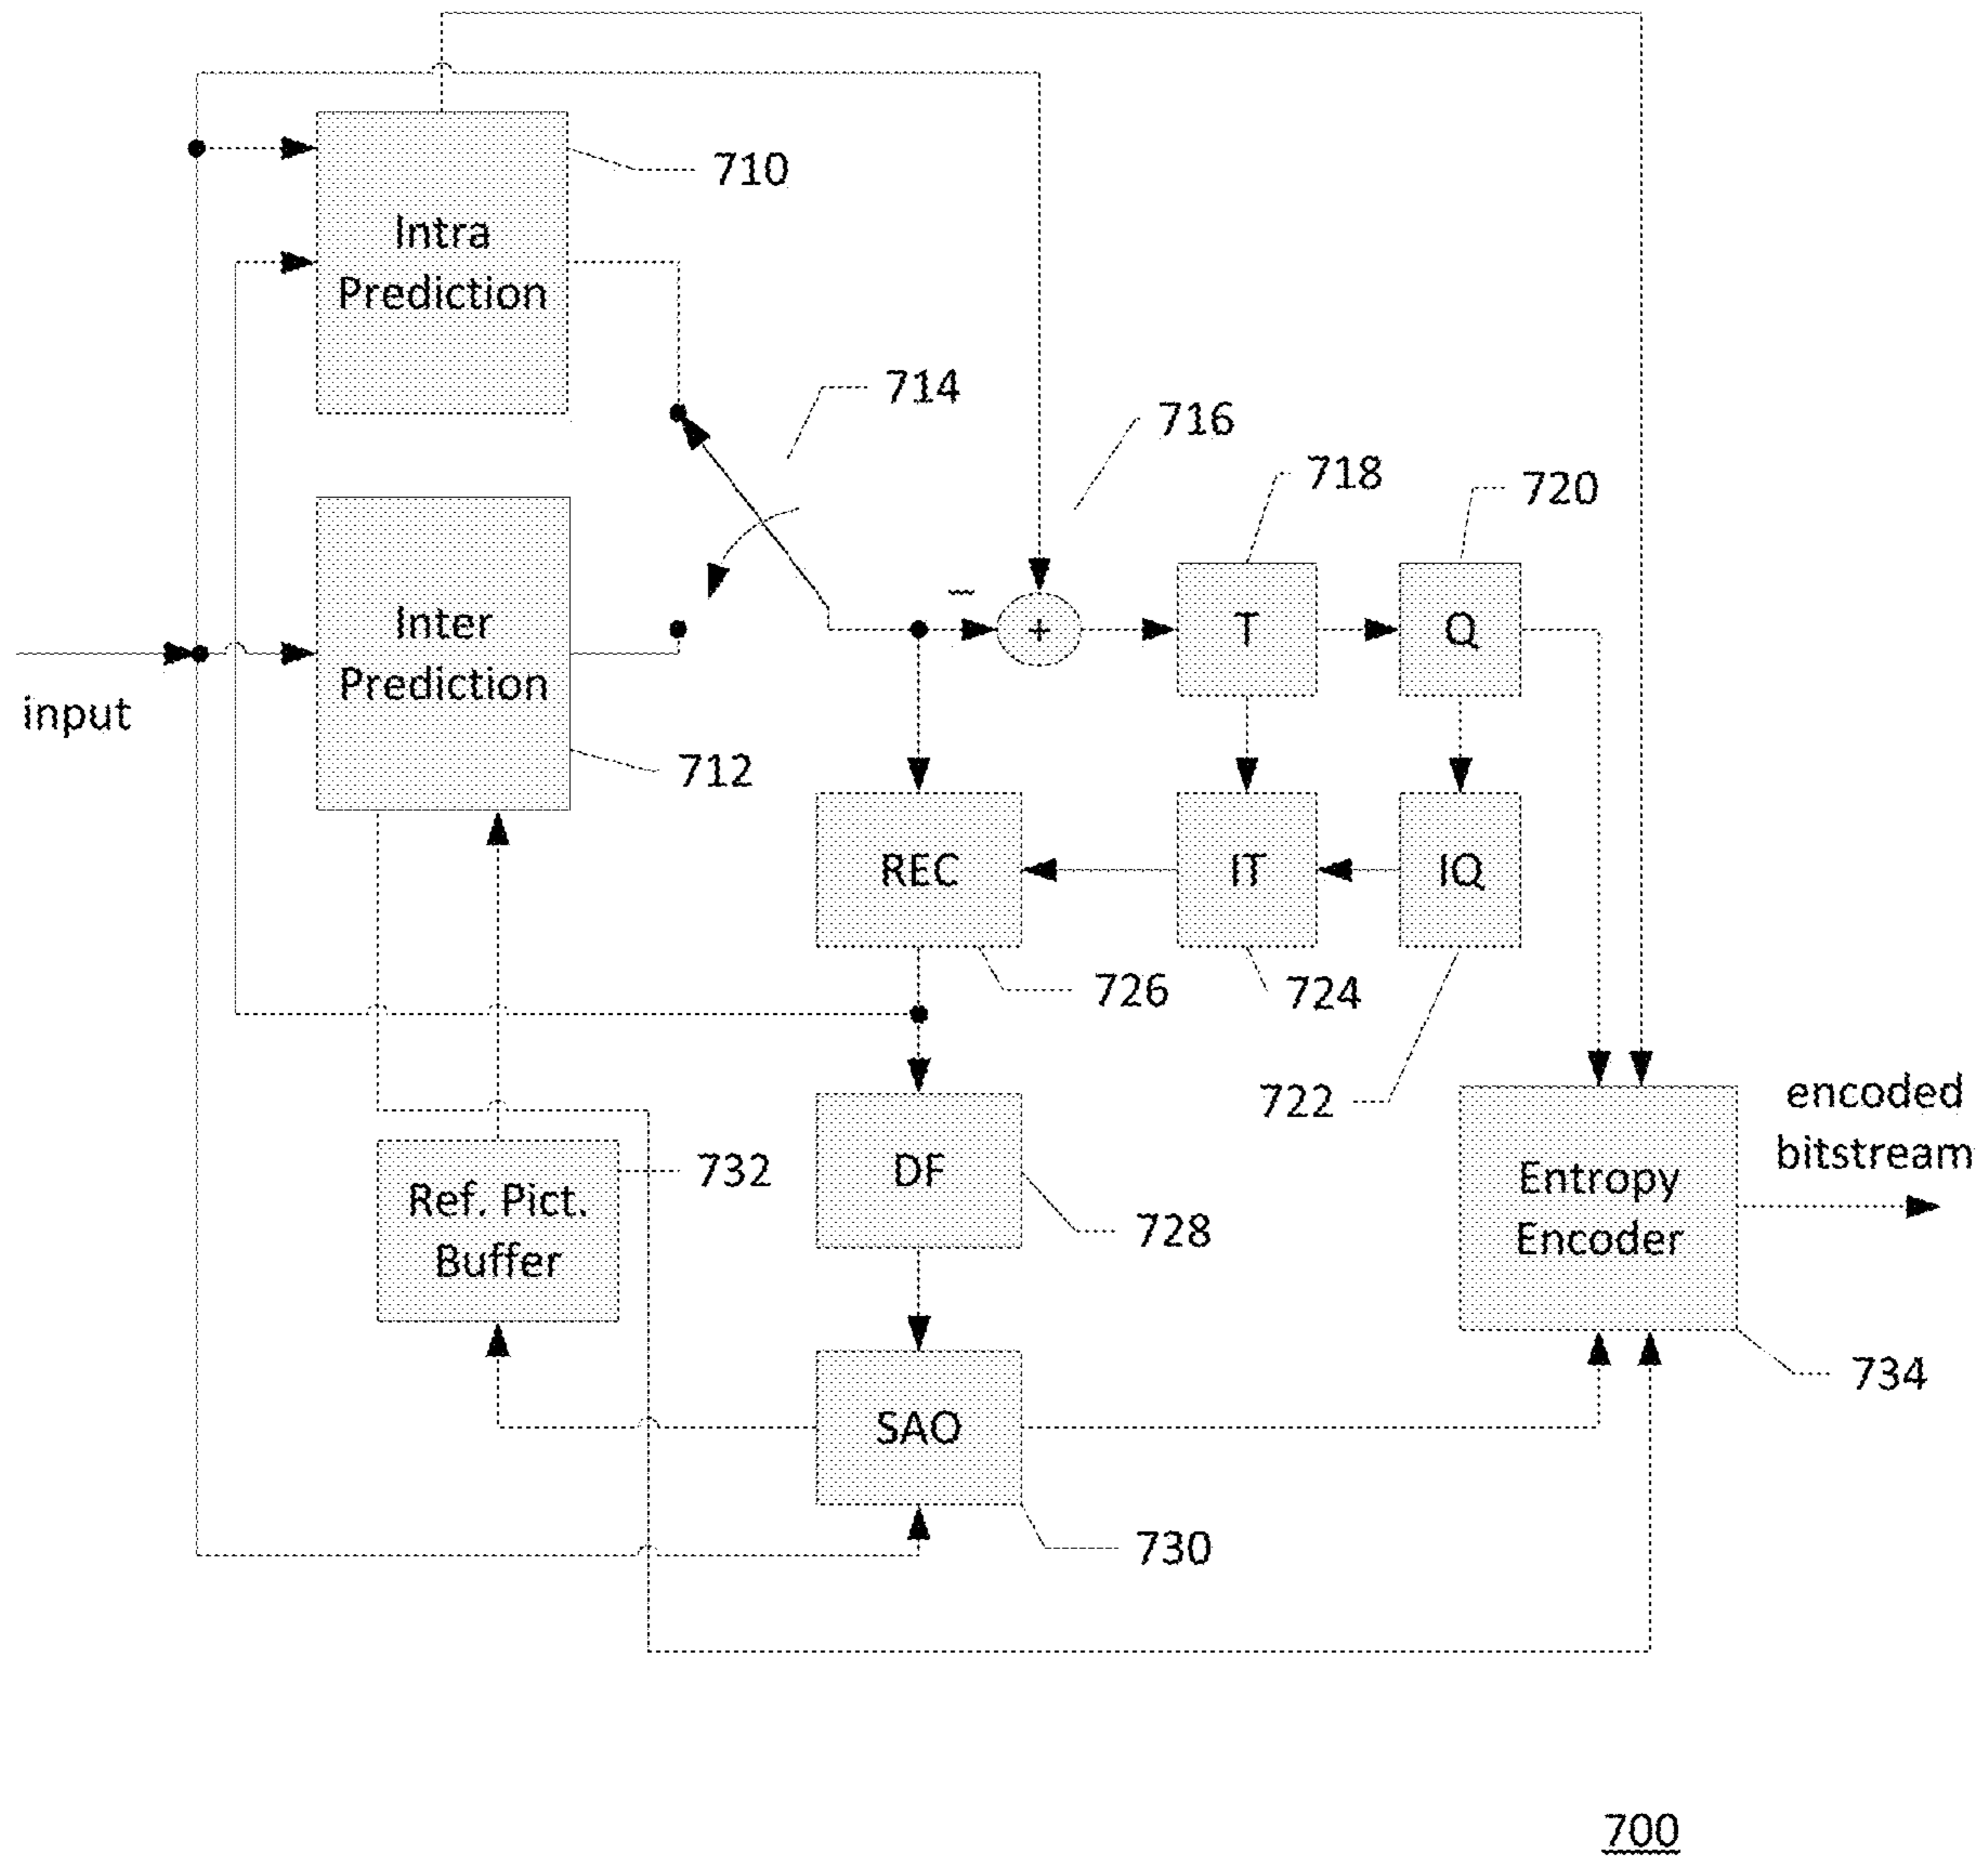 710
Intra
Prediction
714
716
718
720
T
Q
−
+
Inter
Prediction
input
712
REC
IT
IQ
726
724
722
encoded
bitstream
Ref. Pict.
Buffer
732
DF
728
Entropy
Encoder
734
SAO
730
700